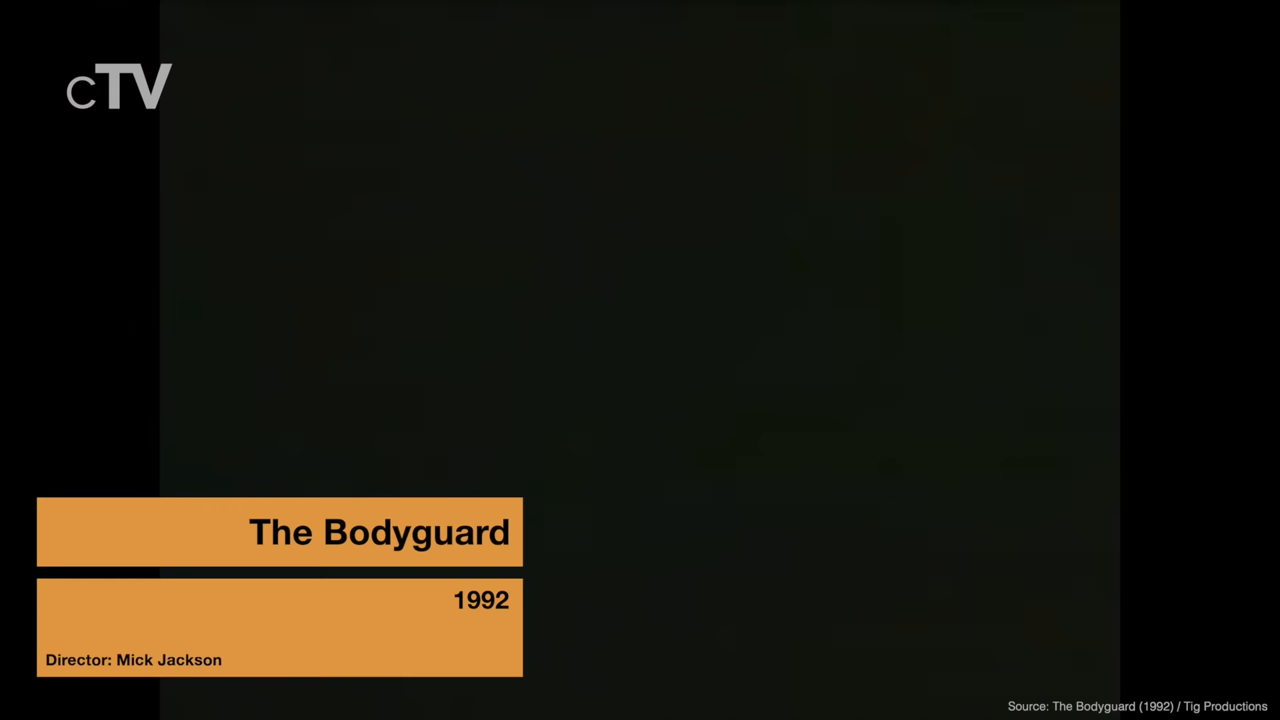 cTV
The Bodyguard
1992
Director: Mick Jackson
Source: The Bodyguard (1992) / Tig Productions